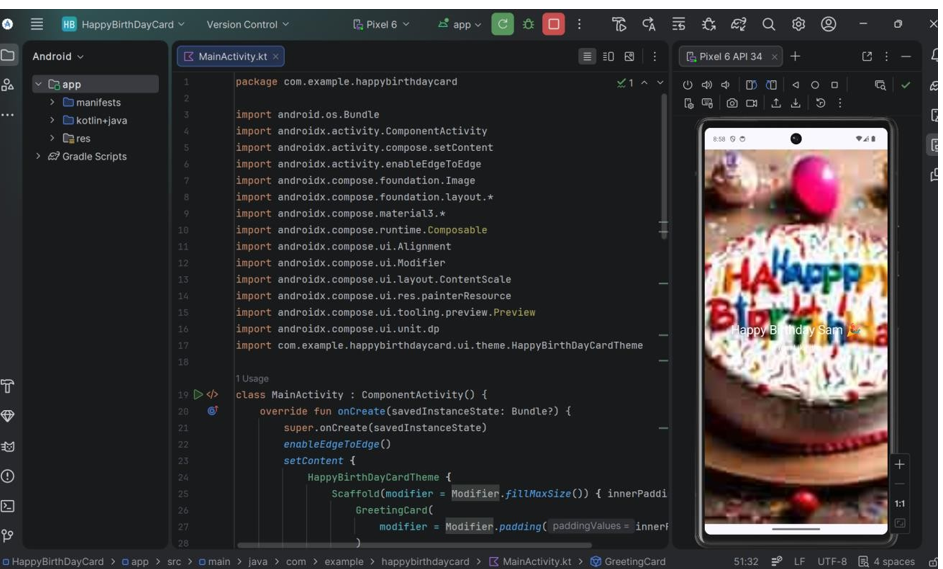 HB HappyBirthDayCard Version Control Pixel 6 app
Android
app
manifests
kotlin+java
res
Gradle Scripts
MainActivity.kt
1
1 package com.example.happybirthdaycard
2
3 import android.os.Bundle
4 import androidx.activity.ComponentActivity
5 import androidx.activity.compose.setContent
6 import androidx.activity.enableEdgeToEdge
7 import androidx.compose.foundation.Image
8 import androidx.compose.foundation.layout.*
9 import androidx.compose.material3.*
10 import androidx.compose.runtime.Composable
11 import androidx.compose.ui.Alignment
12 import androidx.compose.ui.Modifier
13 import androidx.compose.ui.layout.ContentScale
14 import androidx.compose.ui.res.painterResource
15 import androidx.compose.ui.tooling.preview.Preview
16 import androidx.compose.ui.unit.dp
17 import com.example.happybirthdaycard.ui.theme.HappyBirthDayCardTheme
18
1 Usage
19 class MainActivity : ComponentActivity() {
20 override fun onCreate(savedInstanceState: Bundle?) {
21 super.onCreate(savedInstanceState)
22 enableEdgeToEdge()
23 setContent {
24 HappyBirthDayCardTheme {
25 Scaffold(modifier = Modifier.fillMaxSize()) { innerPaddi
26 GreetingCard(
27 modifier = Modifier.padding( paddingValues = innerP
28 )
Pixel 6 API 34
8:58
HAPPPY
Birthday
Happy Birthday Sam 🎉
1:1
HappyBirthDayCard > app > src > main > java > com > example > happybirthdaycard > MainActivity.kt > GreetingCard 51:32 LF UTF-8 4 spaces